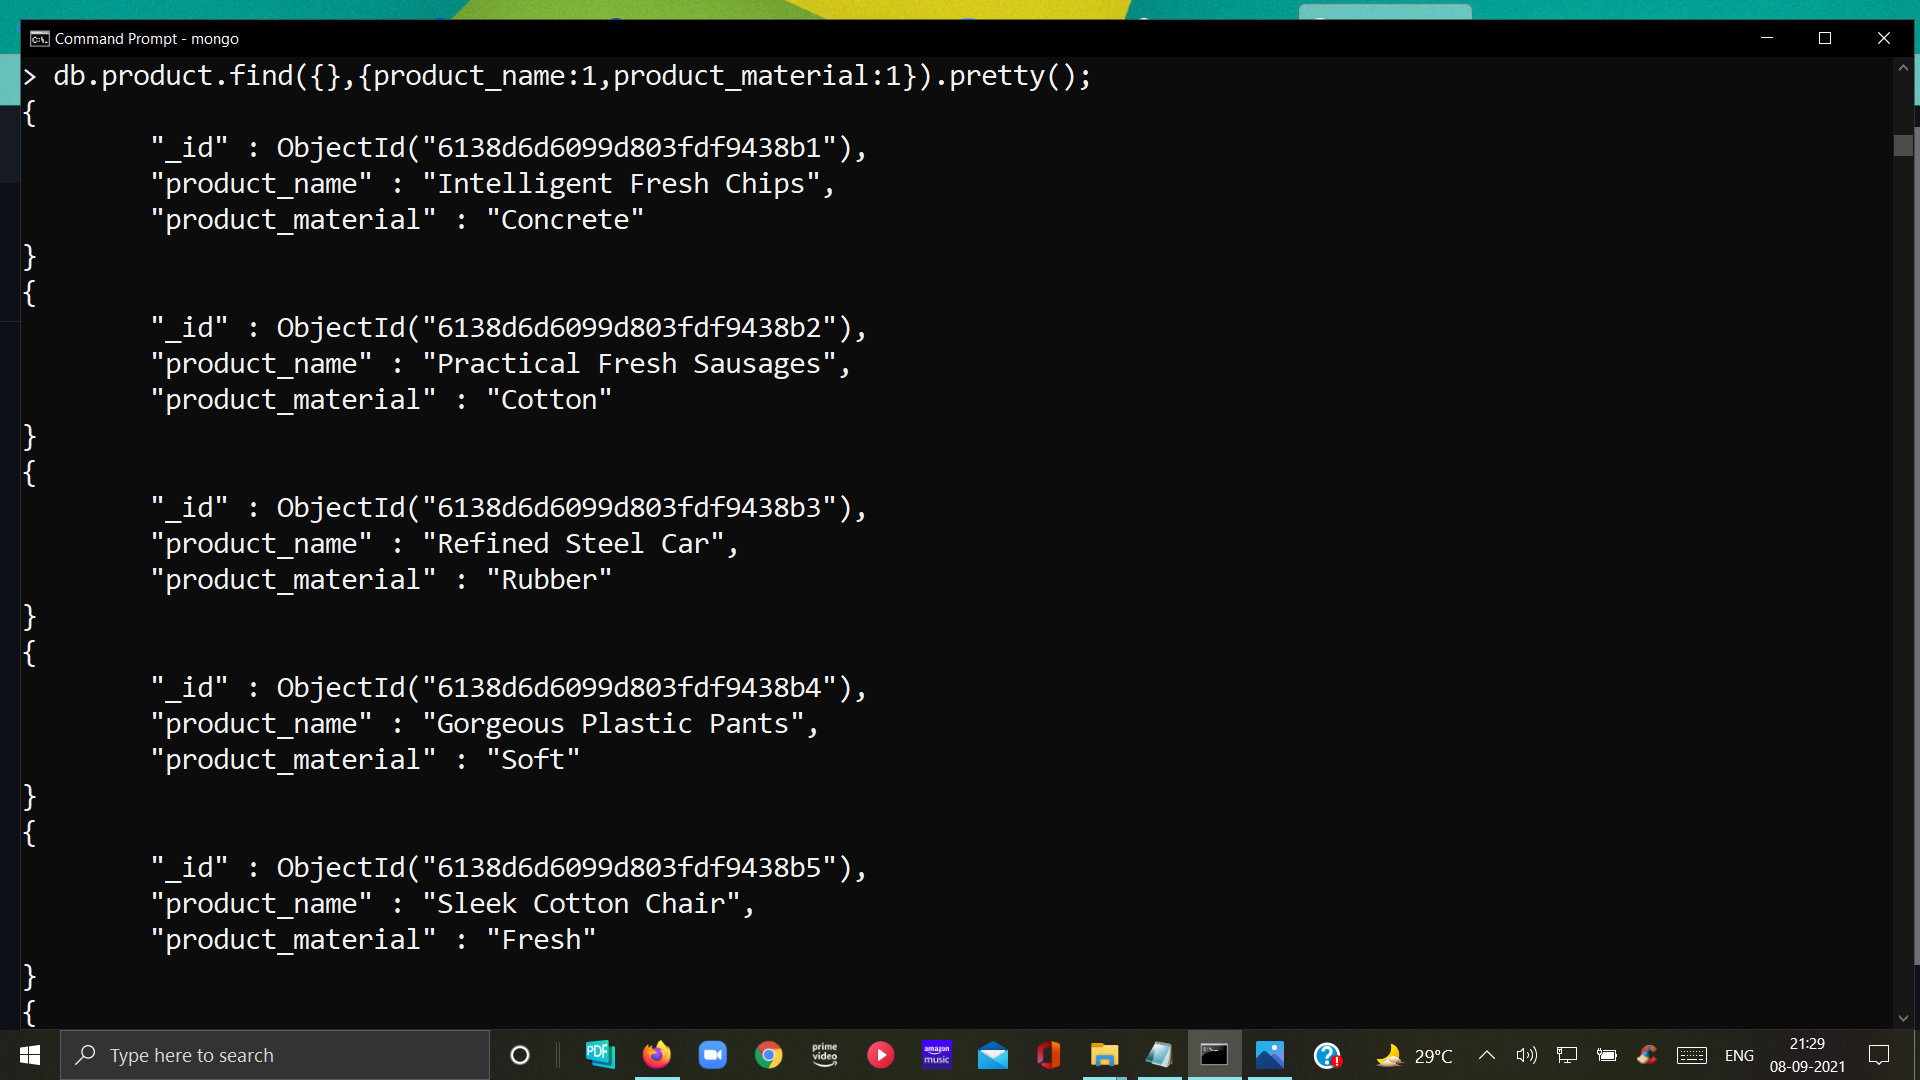 Command Prompt - mongo
> db.product.find({},{product_name:1,product_material:1}).pretty();
{
"_id" : ObjectId("6138d6d6099d803fdf9438b1"),
"product_name" : "Intelligent Fresh Chips",
"product_material" : "Concrete"
}
{
"_id" : ObjectId("6138d6d6099d803fdf9438b2"),
"product_name" : "Practical Fresh Sausages",
"product_material" : "Cotton"
}
{
"_id" : ObjectId("6138d6d6099d803fdf9438b3"),
"product_name" : "Refined Steel Car",
"product_material" : "Rubber"
}
{
"_id" : ObjectId("6138d6d6099d803fdf9438b4"),
"product_name" : "Gorgeous Plastic Pants",
"product_material" : "Soft"
}
{
"_id" : ObjectId("6138d6d6099d803fdf9438b5"),
"product_name" : "Sleek Cotton Chair",
"product_material" : "Fresh"
}
{
Type here to search
PDF
prime video
amazon music
29°C
ENG
21:29
08-09-2021